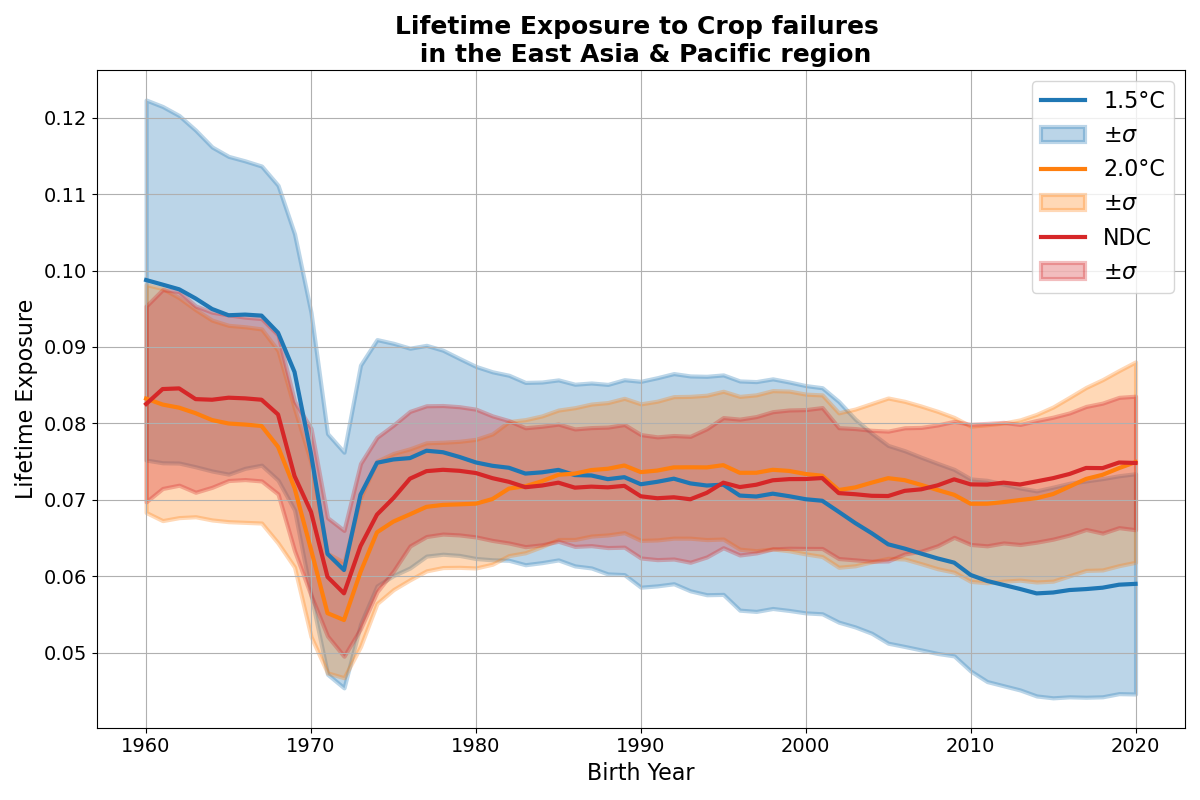 Lifetime Exposure to Crop failures
in the East Asia & Pacific region
Lifetime Exposure
0.12
0.11
0.10
0.09
0.08
0.07
0.06
0.05
1.5°C
±σ
2.0°C
±σ
NDC
±σ
1960
1970
1980
1990
2000
2010
2020
Birth Year